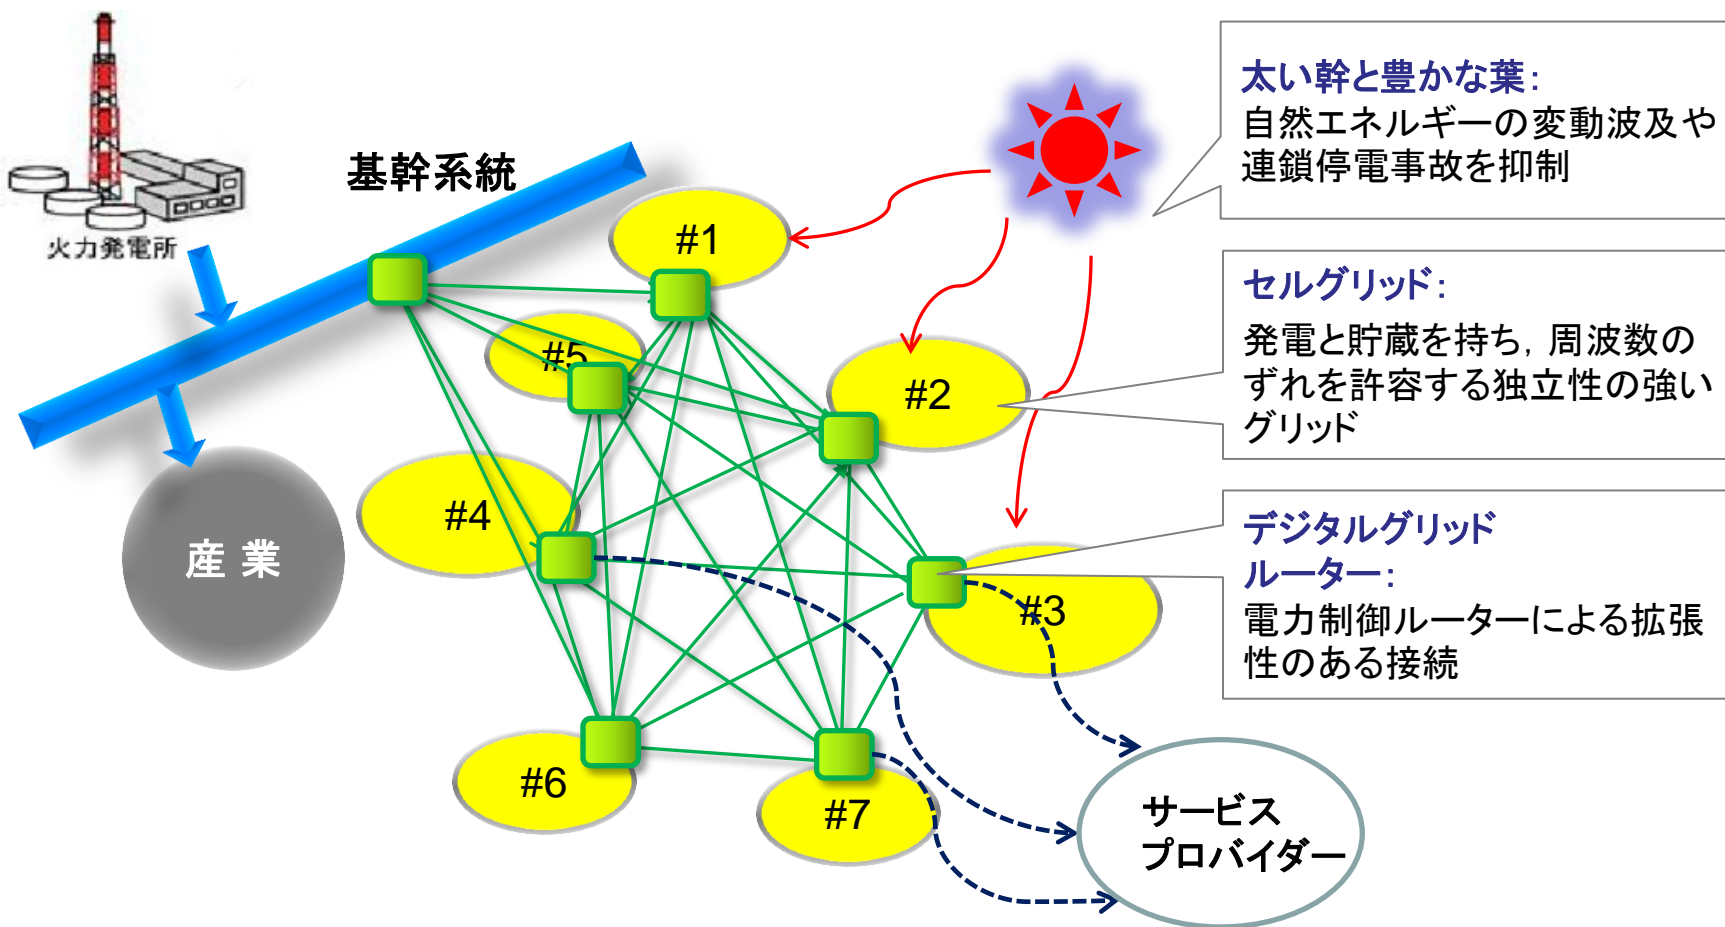 火力発電所
基幹系統
産 業
#1
#5
#2
#4
#3
#6
#7
サービス
プロバイダー
太い幹と豊かな葉:
自然エネルギーの変動波及や
連鎖停電事故を抑制
セルグリッド:
発電と貯蔵を持ち, 周波数の
ずれを許容する独立性の強い
グリッド
デジタルグリッド
ルーター:
電力制御ルーターによる拡張
性のある接続